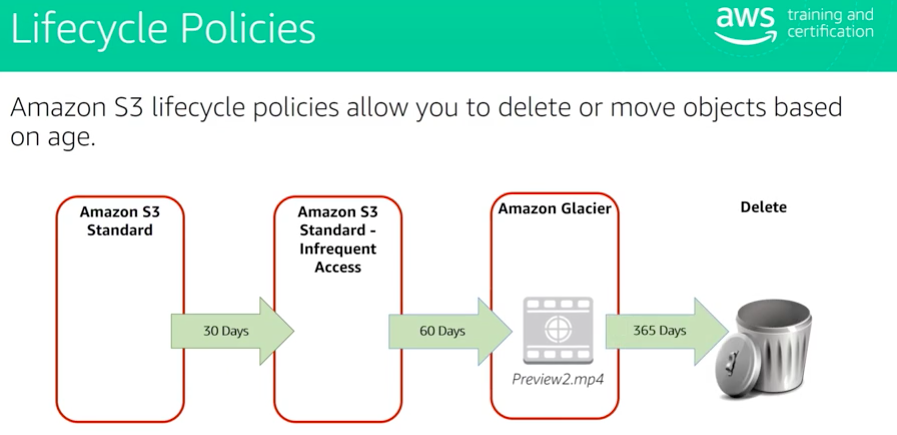 Lifecycle Policies
aws training and
certification
Amazon S3 lifecycle policies allow you to delete or move objects based
on age.
Amazon S3
Standard
Amazon S3
Standard -
Infrequent
Access
Amazon Glacier
Delete
30 Days
60 Days
365 Days
Preview2.mp4